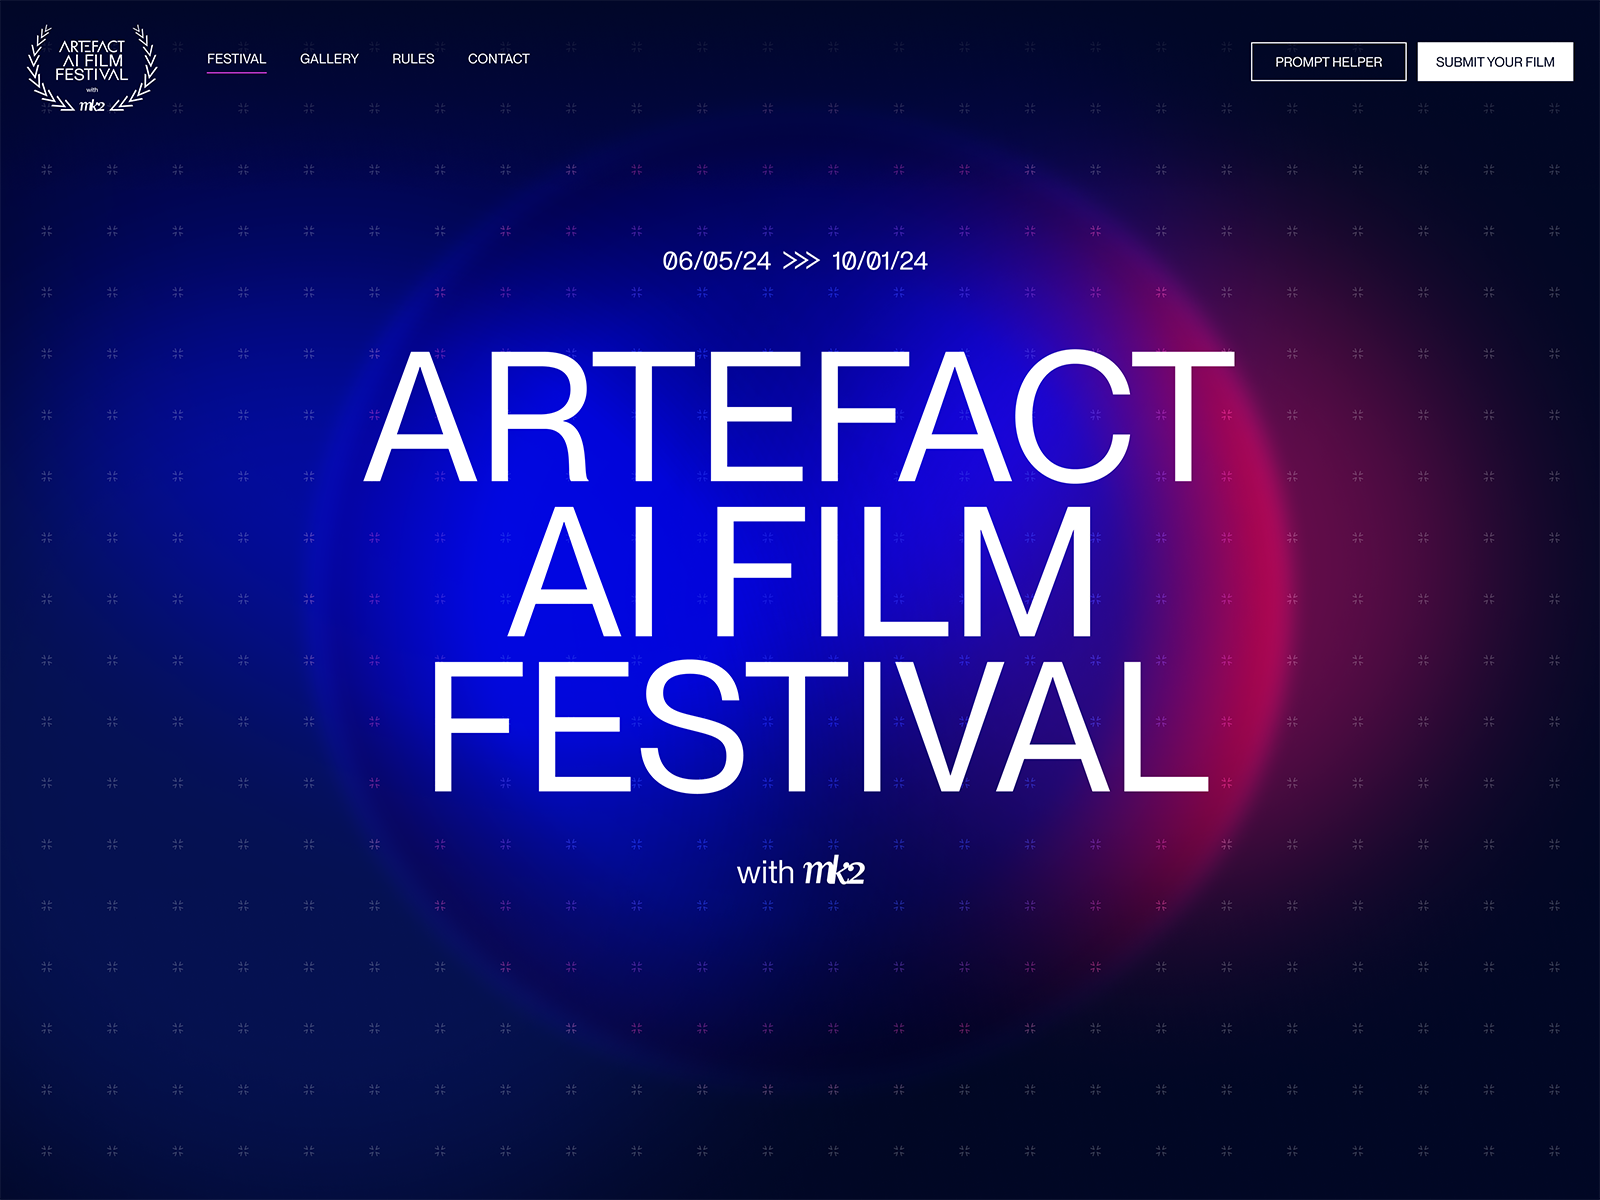 ARTEFACT
AI FILM
FESTIVAL
with
mk2
FESTIVAL
GALLERY
RULES
CONTACT
PROMPT HELPER
SUBMIT YOUR FILM
06/05/24 >>> 10/01/24
ARTEFACT
AI FILM
FESTIVAL
with mk2